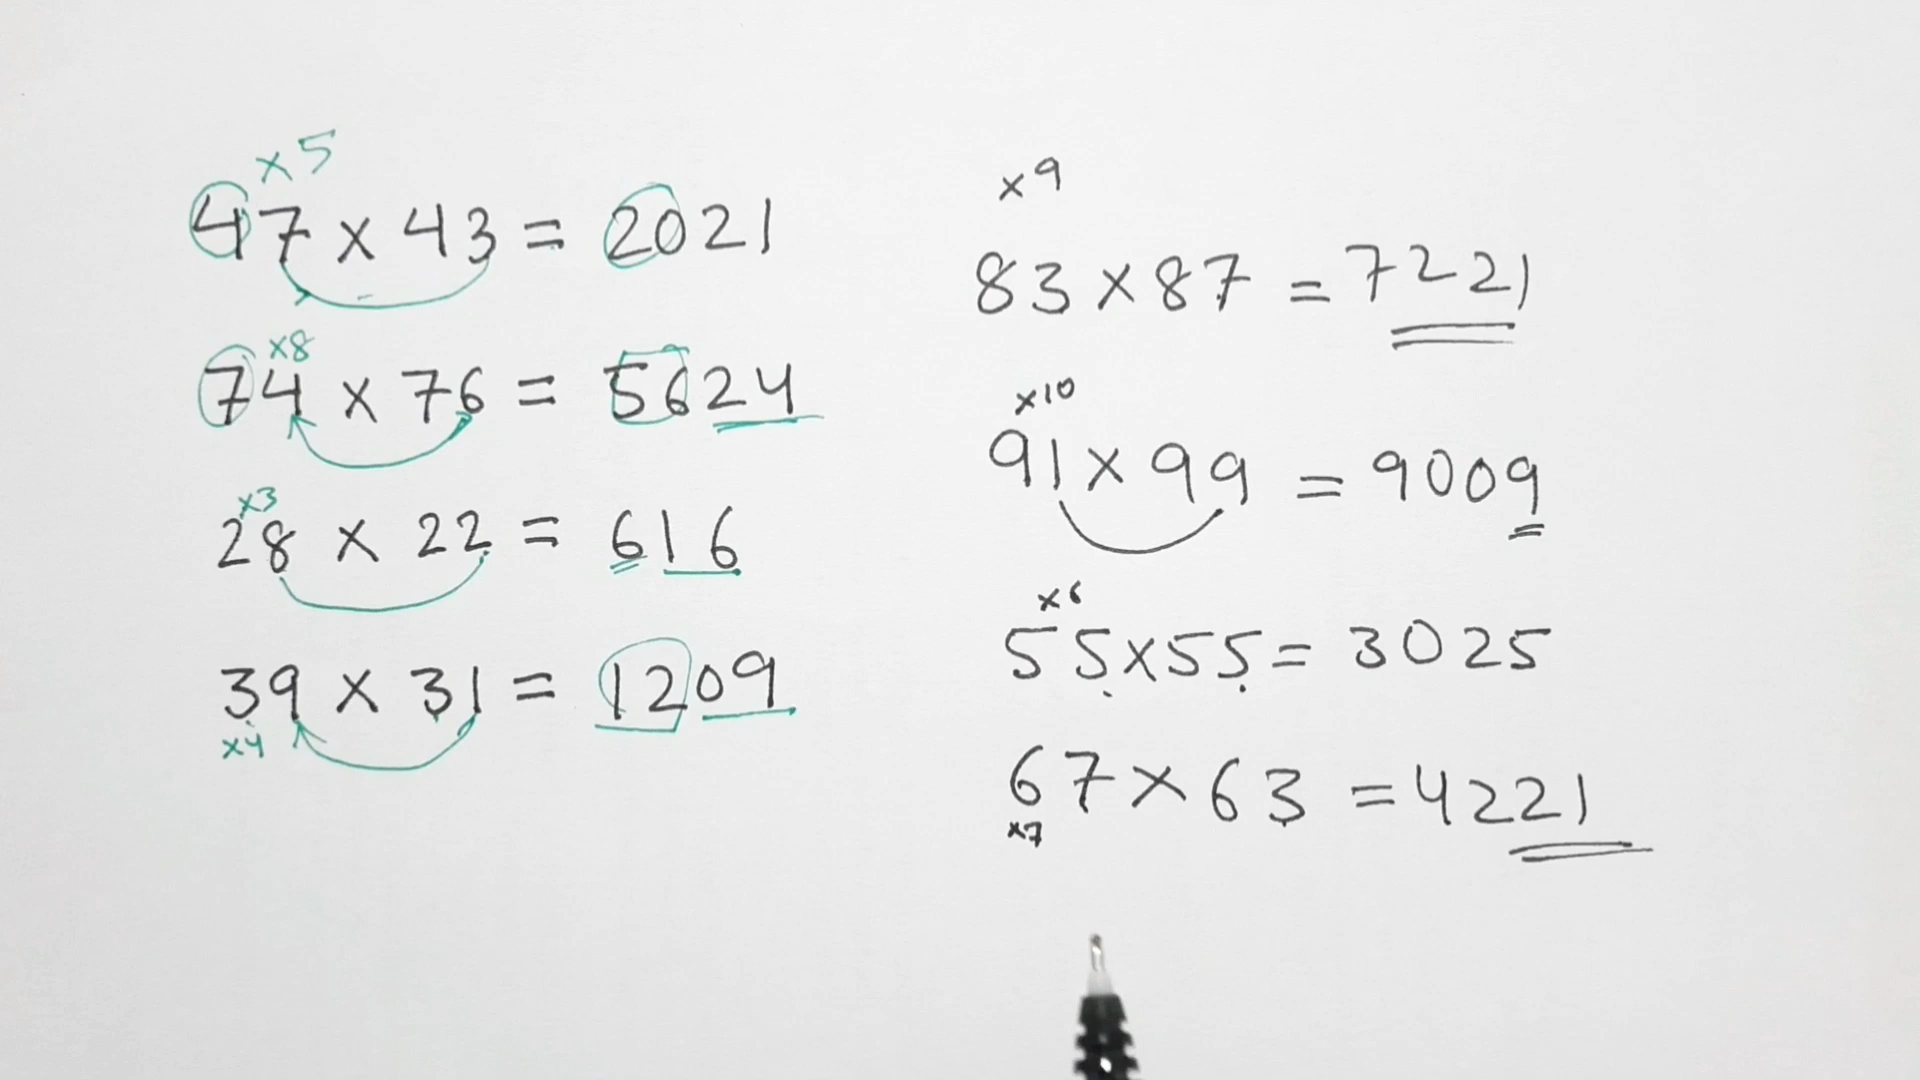 ×5
47 × 43 = 2021
×8
74 × 76 = 5624
×3
28 × 22 = 616
39 × 31 = 1209
×4
×9
83 × 87 = 7221
×10
91 × 99 = 9009
×6
55 × 55 = 3025
67 × 63 = 4221
×7